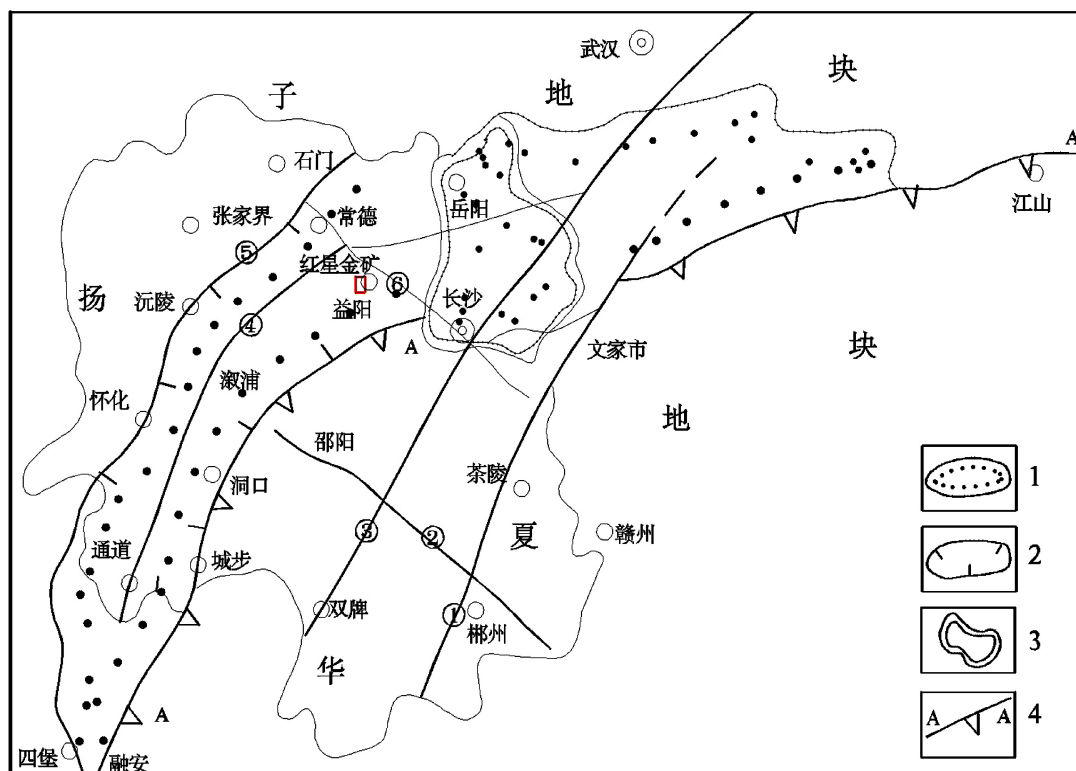 武汉
块
地
子
A
石门
江山
岳阳
张家界
常德
⑤
红星金矿
⑥
扬
沅陵
益阳
长沙
④
A
文家市
块
溆浦
怀化
地
邵阳
茶陵
1
洞口
③
②
夏
赣州
通道
城步
2
双牌
①
郴州
3
华
A
A
A
4
四堡
融安